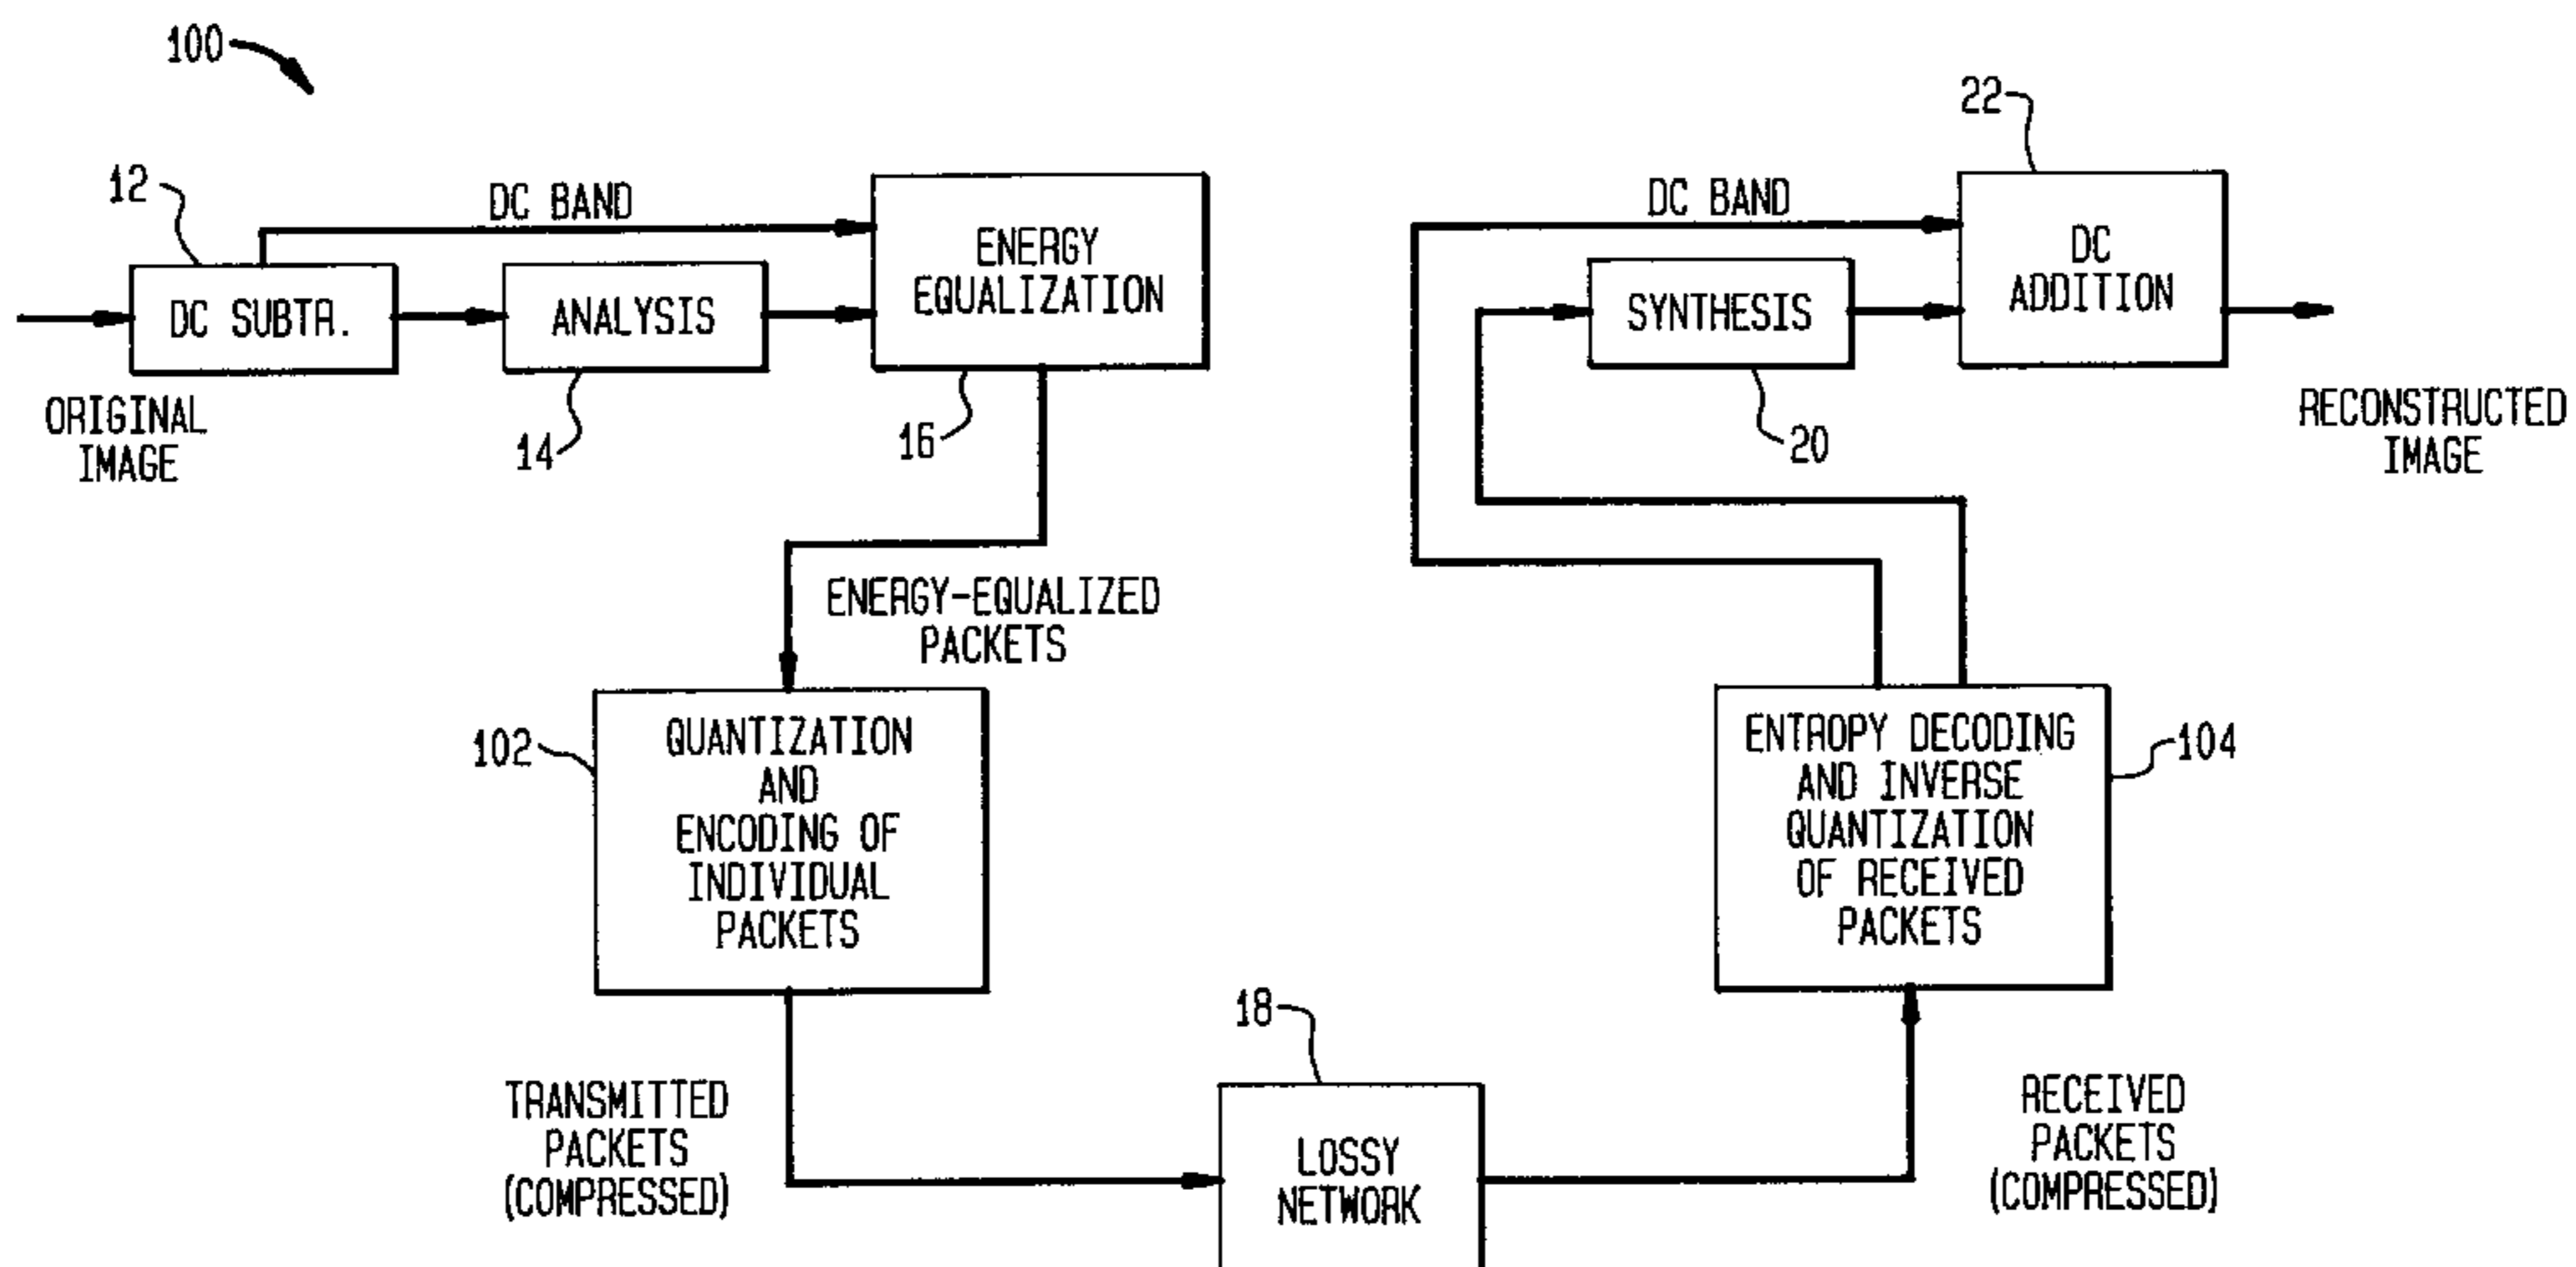 100
12
DC BAND
DC SUBTR.
ANALYSIS
ENERGY
EQUALIZATION
ORIGINAL
IMAGE
14
16
ENERGY-EQUALIZED
PACKETS
102
QUANTIZATION
AND
ENCODING OF
INDIVIDUAL
PACKETS
TRANSMITTED
PACKETS
(COMPRESSED)
18
LOSSY
NETWORK
RECEIVED
PACKETS
(COMPRESSED)
ENTROPY DECODING
AND INVERSE
QUANTIZATION
OF RECEIVED
PACKETS
104
DC BAND
SYNTHESIS
20
22
DC
ADDITION
RECONSTRUCTED
IMAGE